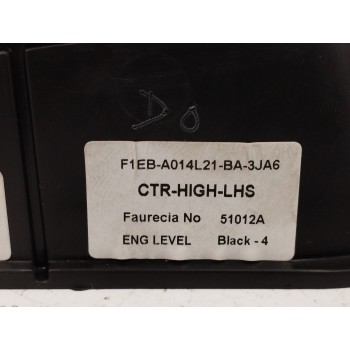 D0
F1EB-A014L21-BA-3JA6
CTR-HIGH-LHS
Faurecia No 51012A
ENG LEVEL Black - 4